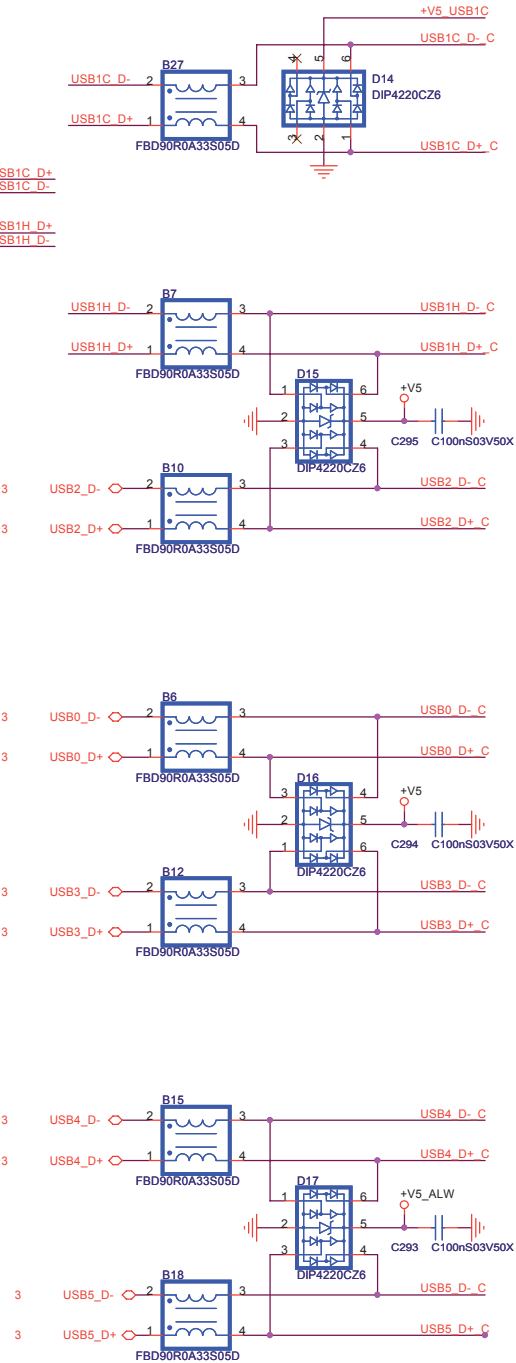 +V5_USB1C
USB1C_D-_C
B27
4 5 6
D14
DIP4220CZ6
USB1C_D- 2 3
USB1C_D+ 1 4
3 2 1
FBD90R0A33S05D
USB1C_D+_C
SB1C_D+
SB1C_D-
SB1H_D+
SB1H_D-
B7
USB1H_D- 2 3 USB1H_D-_C
USB1H_D+ 1 4 USB1H_D+_C
FBD90R0A33S05D
D15
1 6
+V5
2 5
C295 C100nS03V50X
3 4
DIP4220CZ6
B10
3 USB2_D- 2 3 USB2_D-_C
3 USB2_D+ 1 4 USB2_D+_C
FBD90R0A33S05D
B6
3 USB0_D- 2 3 USB0_D-_C
3 USB0_D+ 1 4 USB0_D+_C
FBD90R0A33S05D
D16
3 4
+V5
2 5
C294 C100nS03V50X
1 6
DIP4220CZ6
B12
3 USB3_D- 2 3 USB3_D-_C
3 USB3_D+ 1 4 USB3_D+_C
FBD90R0A33S05D
B15
3 USB4_D- 2 3 USB4_D-_C
3 USB4_D+ 1 4 USB4_D+_C
FBD90R0A33S05D
D17
1 6
+V5_ALW
2 5
C293 C100nS03V50X
3 4
DIP4220CZ6
B18
3 USB5_D- 2 3 USB5_D-_C
3 USB5_D+ 1 4 USB5_D+_C
FBD90R0A33S05D